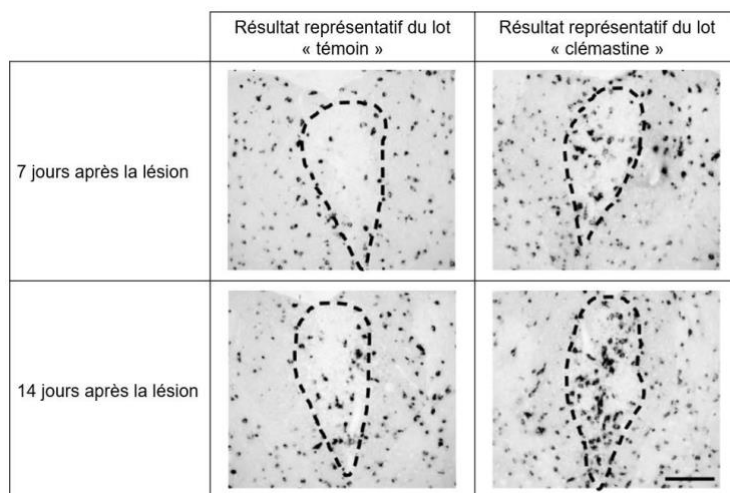 Résultat représentatif du lot
« témoin »
Résultat représentatif du lot
« clémastine »
7 jours après la lésion
14 jours après la lésion